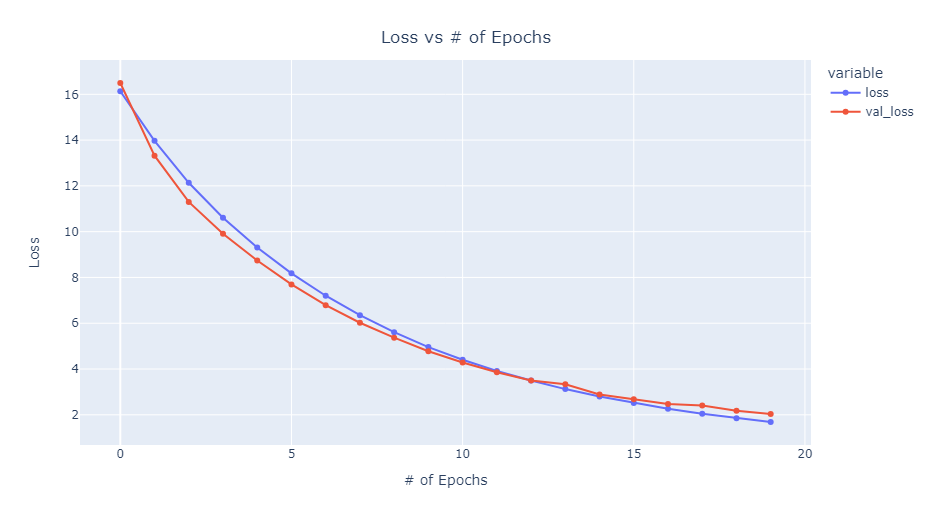 Loss vs # of Epochs
variable
loss
val_loss
16
14
12
10
8
6
4
2
Loss
0 5 10 15 20
# of Epochs